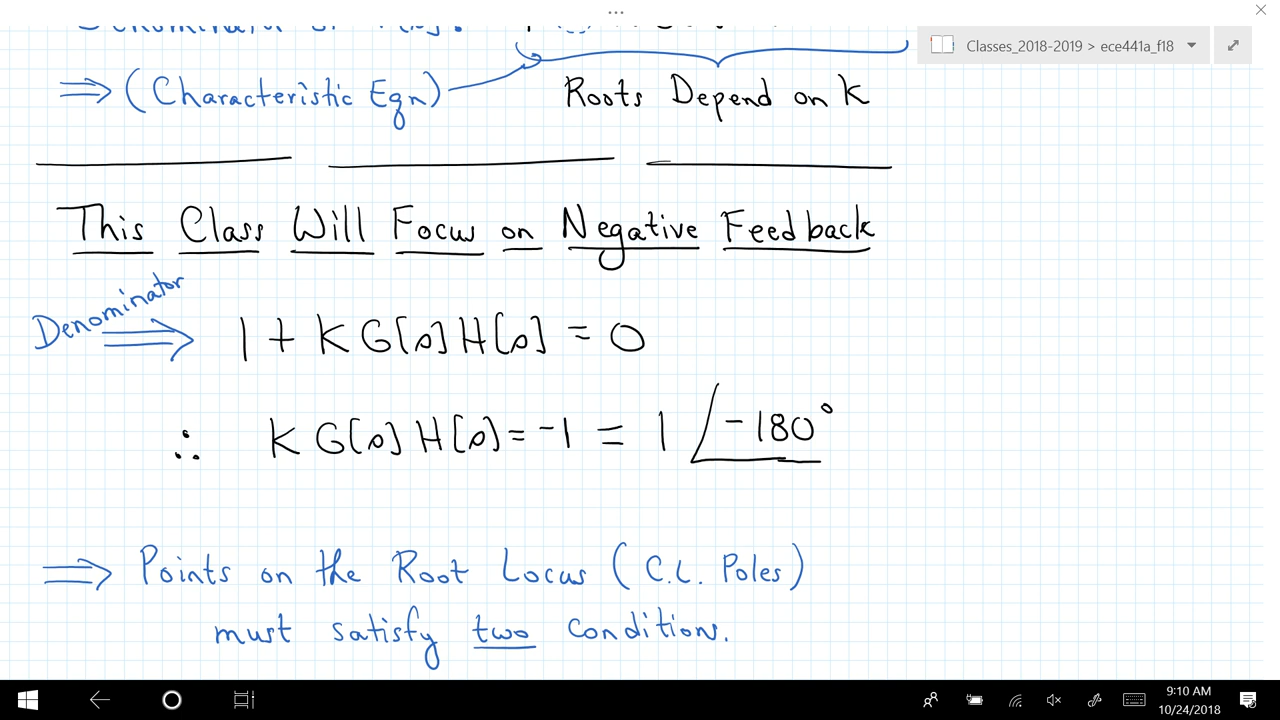 Classes_2018-2019 > ece441a_f18
⇒ (Characteristic Eqn) Roots Depend on K
This Class Will Focus on Negative Feedback
Denominator
⇒ 1 + K G[s] H[s] = 0
∴ K G[s] H[s] = -1 = 1 ∠-180°
⇒ Points on the Root Locus (C.L. Poles)
must satisfy two conditions.
9:10 AM
10/24/2018